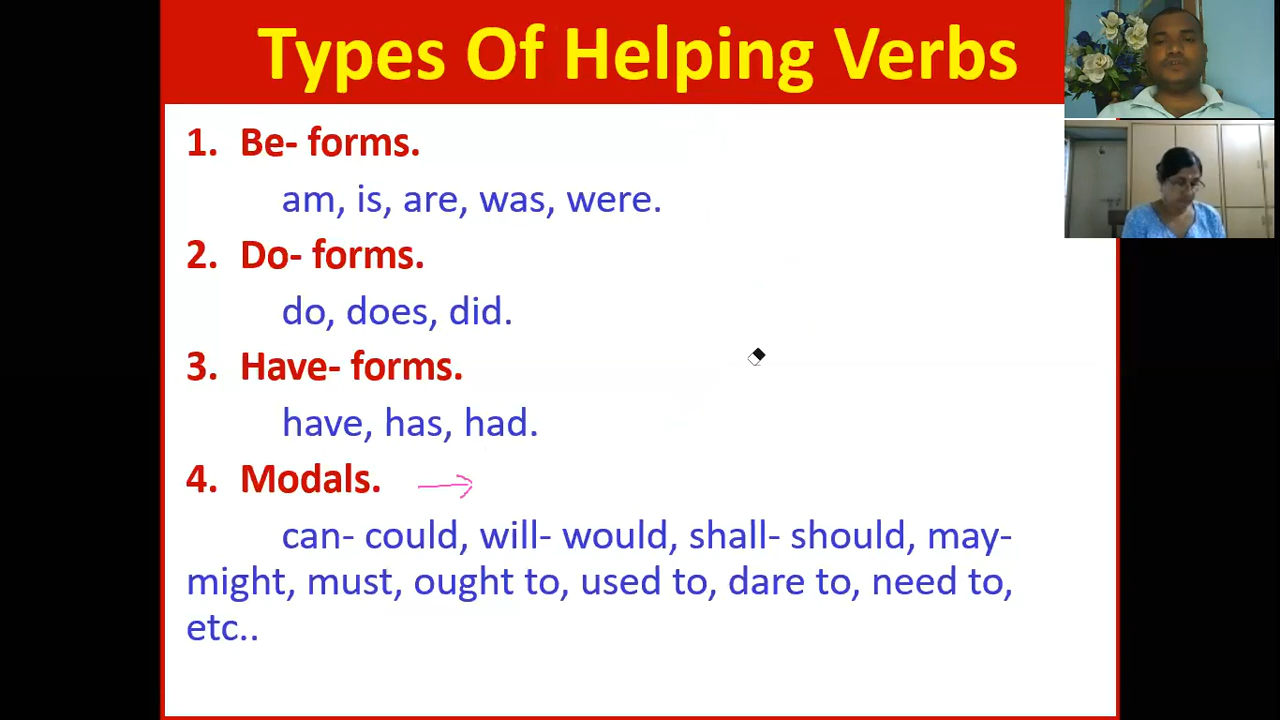 Types Of Helping Verbs
1. Be- forms.
am, is, are, was, were.
2. Do- forms.
do, does, did.
3. Have- forms.
have, has, had.
4. Modals.
can- could, will- would, shall- should, may-
might, must, ought to, used to, dare to, need to,
etc..